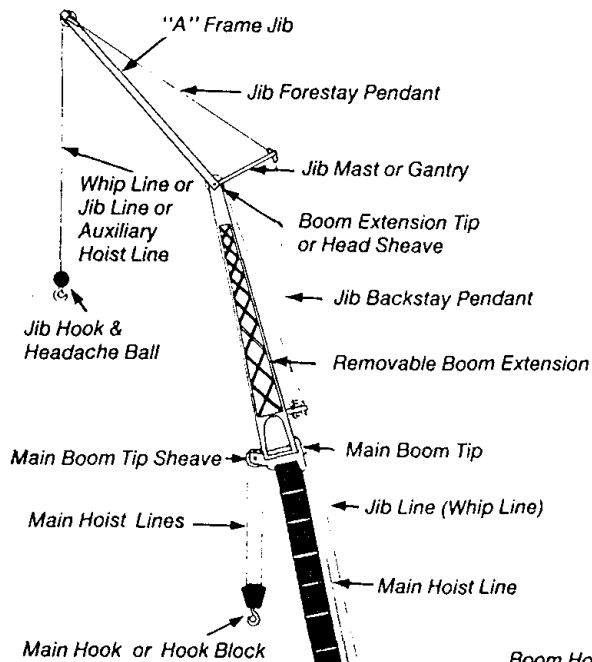 "A" Frame Jib
Jib Forestay Pendant
Jib Mast or Gantry
Whip Line or
Jib Line or
Auxiliary
Hoist Line
Boom Extension Tip
or Head Sheave
Jib Backstay Pendant
Jib Hook &
Headache Ball
Removable Boom Extension
Main Boom Tip Sheave
Main Boom Tip
Main Hoist Lines
Jib Line (Whip Line)
Main Hoist Line
Main Hook or Hook Block
Boom Ho